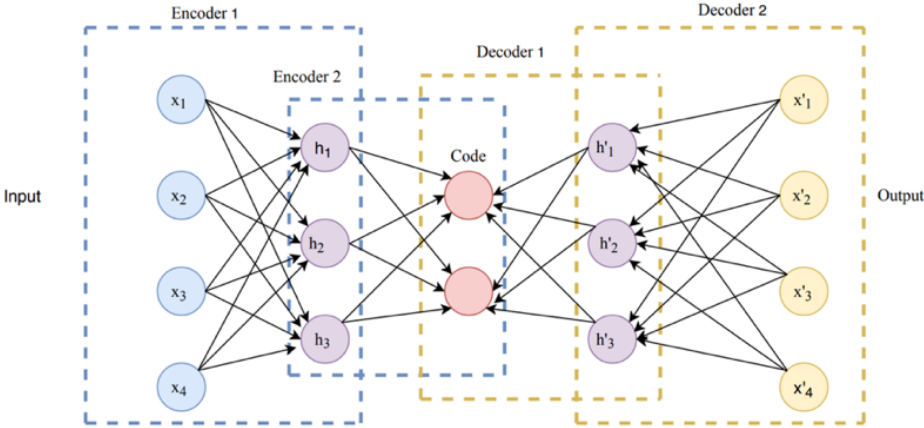 Encoder 1
Decoder 2
Decoder 1
Encoder 2
Code
Input
Output
x1
x2
x3
x4
h1
h2
h3
h'1
h'2
h'3
x'1
x'2
x'3
x'4